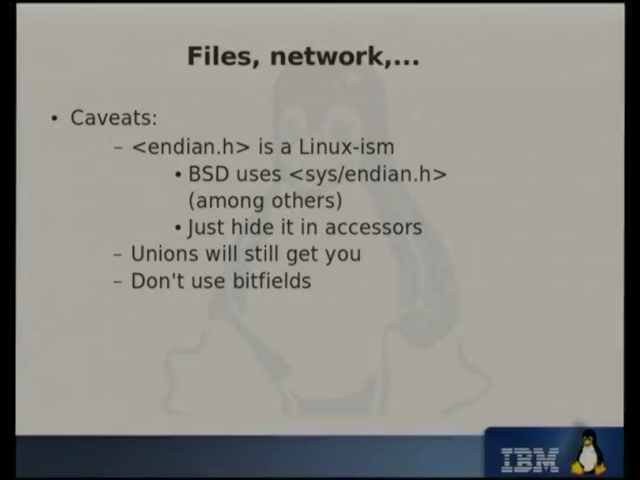 Files, network,...
• Caveats:
– <endian.h> is a Linux-ism
• BSD uses <sys/endian.h>
(among others)
• Just hide it in accessors
– Unions will still get you
– Don't use bitfields
IBM